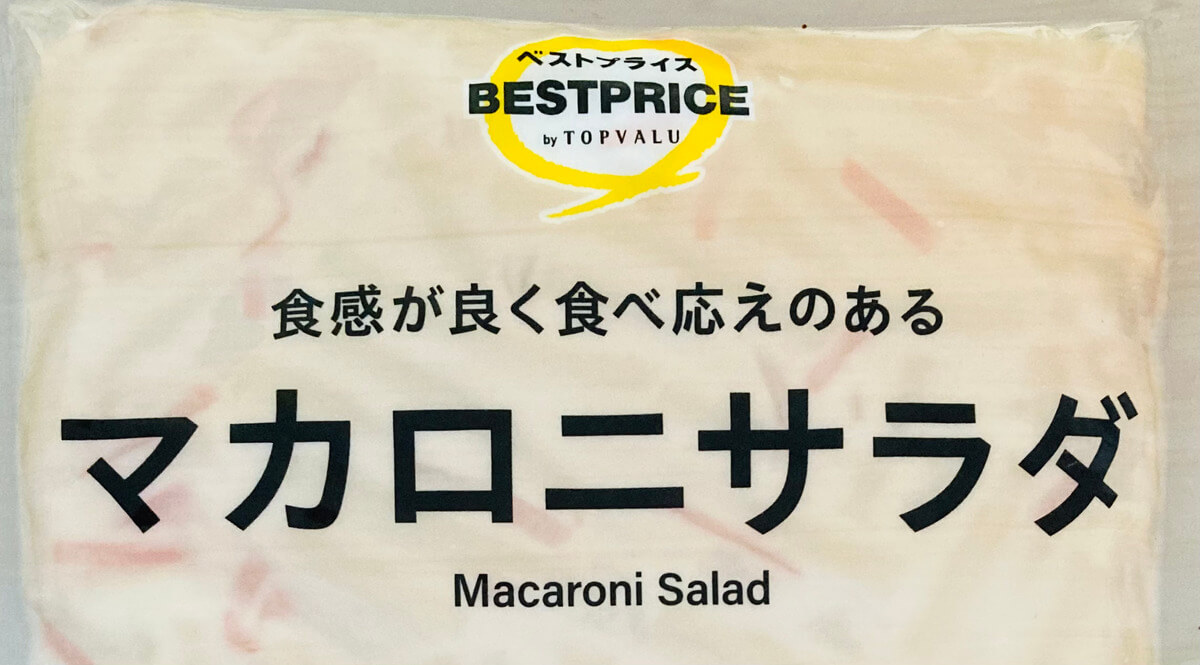 ベストプライス
BESTPRICE
by TOPVALU
食感が良く食べ応えのある
マカロニサラダ
Macaroni Salad